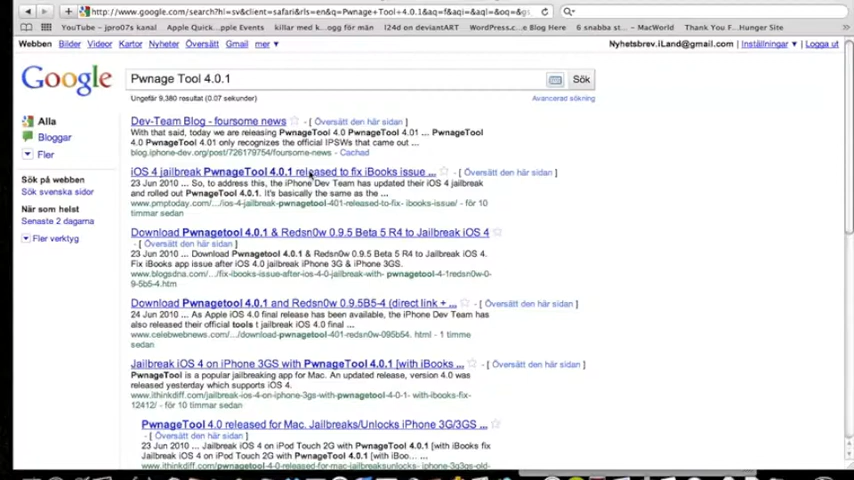 http://www.google.com/search?hl=sv&client=safari&rls=en&q=Pwnage+Tool+4.0.1&aq=f&aqi=&aql=&oq=&gs
YouTube - jpro07s kanal Apple Quick...ple Events killar med k...ogg för män l24d on deviantART WordPress.c...e Blog Here 6 snabba st... – MacWorld Thank You F...Hunger Site
Webben Bilder Videor Kartor Nyheter Översätt Gmail mer Nyhetsbrev.iLand@gmail.com | Inställningar | Logga ut
Google Pwnage Tool 4.0.1 Sök
Ungefär 9,380 resultat (0.07 sekunder) Avancerad sökning
Alla
Bloggar
Fler
Sök på webben
Sök svenska sidor
När som helst
Senaste 2 dagarna
Fler verktyg
Dev-Team Blog - foursome news - [ Översätt den här sidan ]
With that said, today we are releasing PwnageTool 4.0 PwnageTool 4.01 ... PwnageTool
4.0 PwnageTool 4.01 only recognizes the official IPSWs that came out ...
blog.iphone-dev.org/post/726179754/foursome-news - Cachad
iOS 4 jailbreak PwnageTool 4.0.1 released to fix iBooks issue ... - [ Översätt den här sidan ]
23 Jun 2010 ... So, to address this, the iPhone Dev Team has updated their iOS 4 jailbreak
and rolled out PwnageTool 4.0.1. It's basically the same as the ...
www.pmptoday.com/.../ios-4-jailbreak-pwnagetool-401-released-to-fix- ibooks-issue/ - för 10
timmar sedan
Download Pwnagetool 4.0.1 & Redsn0w 0.9.5 Beta 5 R4 to Jailbreak iOS 4
- [ Översätt den här sidan ]
23 Jun 2010 ... Download Pwnagetool 4.0.1 & Redsn0w 0.9.5 Beta 5 R4 to Jailbreak iOS 4.
Fix iBooks app issue after iOS 4.0 jailbreak iPhone 3G & iPhone 3GS.
www.blogsdna.com/.../fix-ibooks-issue-after-ios-4-0-jailbreak-with- pwnagetool-4-1redsn0w-0-
9-5b5-4.htm
Download Pwnagetool 4.0.1 and Redsn0w 0.9.5B5-4 (direct link + ... - [ Översätt den här sidan ]
24 Jun 2010 ... As Apple iOS 4.0 final release has been available, the iPhone Dev Team has
also released their official tools t jailbreak iOS 4.0 final ...
www.celebwebnews.com/.../download-pwnagetool-401-redsn0w-095b54. html - 1 timme
sedan
Jailbreak iOS 4 on iPhone 3GS with PwnageTool 4.0.1 [with iBooks ... - [ Översätt den här sidan ]
PwnageTool is a popular jailbreaking app for Mac. An updated release, version 4.0 was
released yesterday which supports iOS 4.
www.ithinkdiff.com/jailbreak-ios-4-on-iphone-3gs-with-pwnagetool-4-0-1- with-ibooks-fix-
12412/ - för 10 timmar sedan
PwnageTool 4.0 released for Mac. Jailbreaks/Unlocks iPhone 3G/3GS ...
- [ Översätt den här sidan ]
23 Jun 2010 ... Jailbreak iOS 4 on iPod Touch 2G with PwnageTool 4.0.1 [with iBooks fix
Jailbreak iOS 4 on iPod Touch 2G with PwnageTool 4.0.1 [with iBoo...
www.ithinkdiff.com/pwnagetool-4-0-released-for-mac-jailbreaksunlocks- iphone-3g3gs-old-